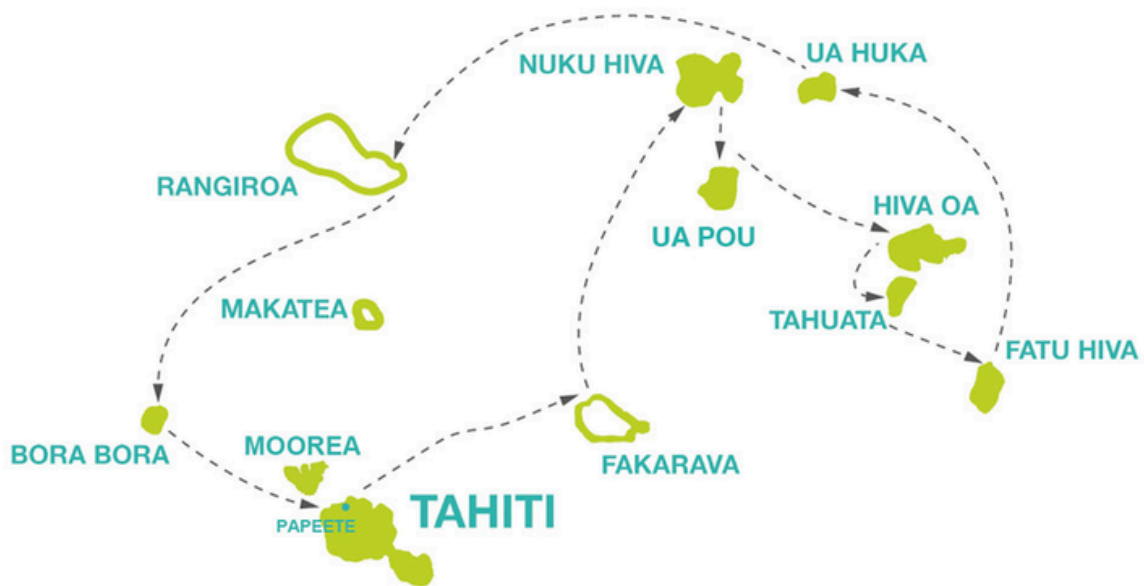 UA HUKA
NUKU HIVA
RANGIROA
HIVA OA
UA POU
MAKATEA
TAHUATA
FATU HIVA
BORA BORA
MOOREA
FAKARAVA
TAHITI
PAPEETE